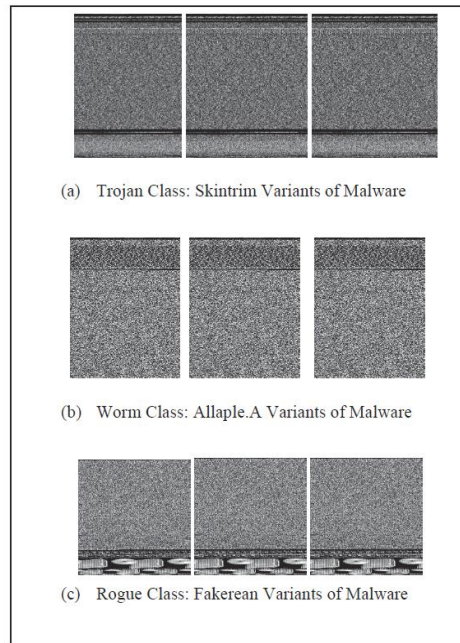 (a) Trojan Class: Skintrim Variants of Malware
(b) Worm Class: Allaple.A Variants of Malware
(c) Rogue Class: Fakerean Variants of Malware